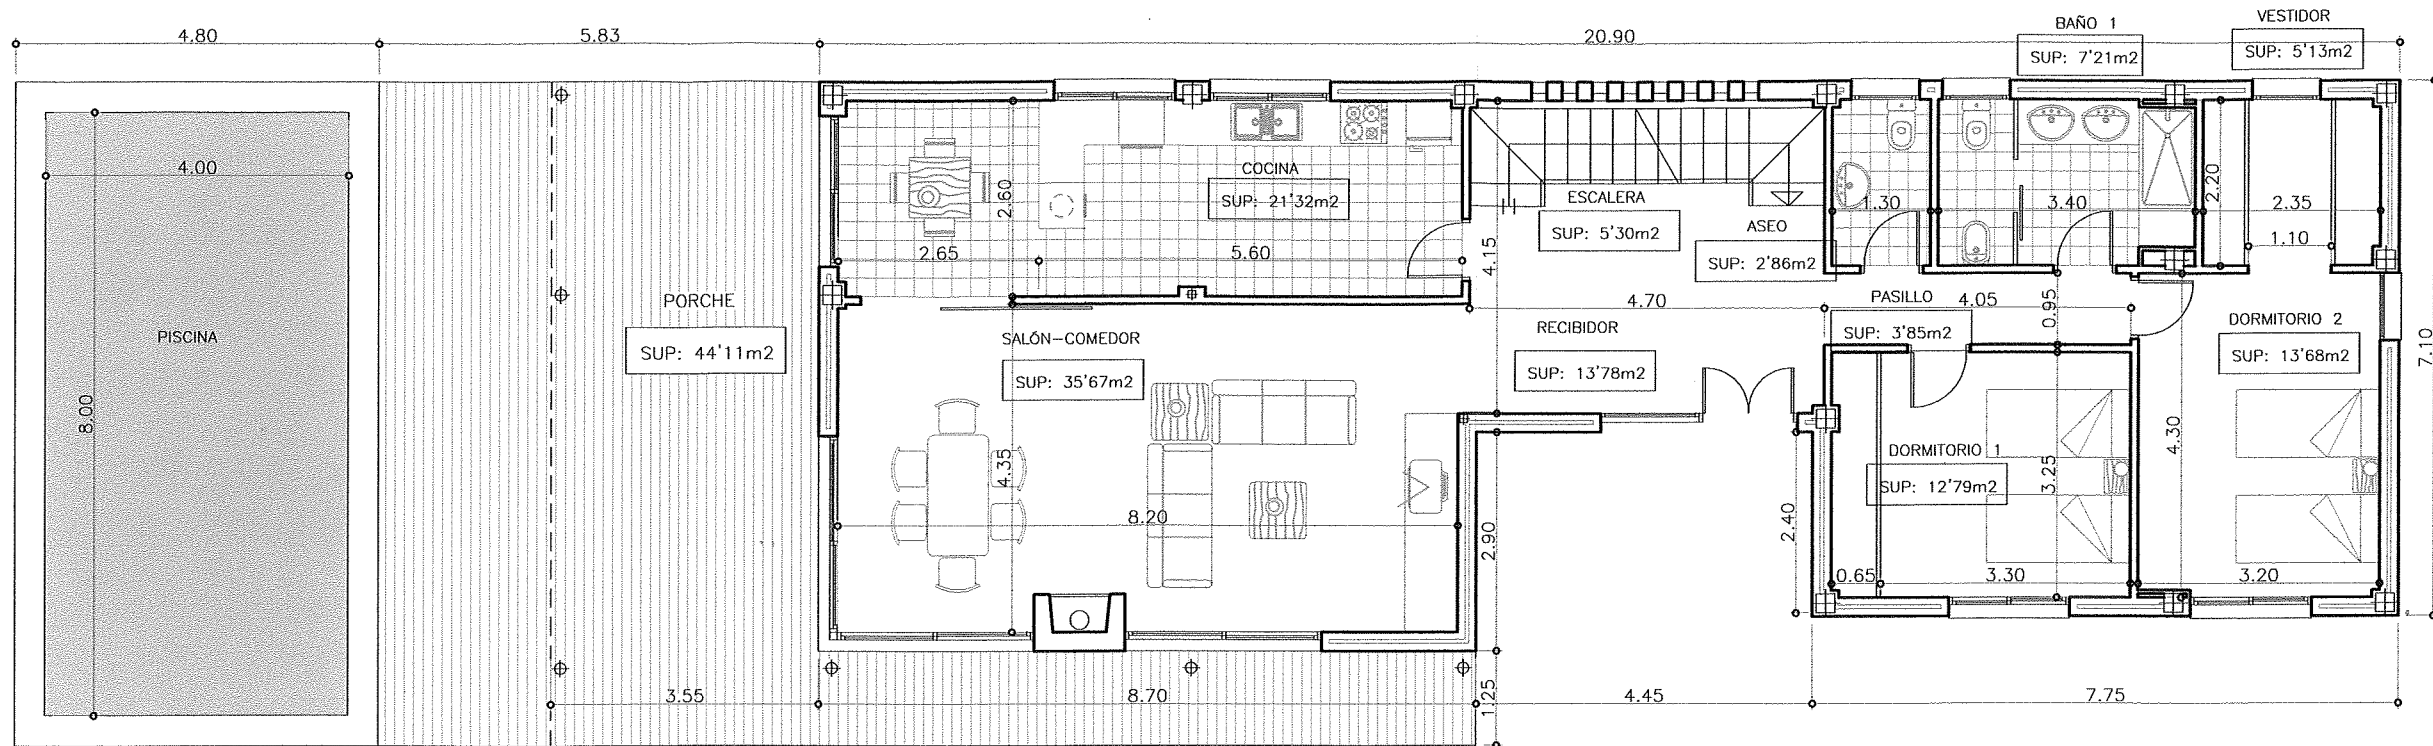 BAÑO 1
VESTIDOR
4.80
5.83
20.90
SUP: 7'21m2
SUP: 5'13m2
4.00
COCINA
SUP: 21'32m2
2.60
ESCALERA
SUP: 5'30m2
ASEO
SUP: 2'86m2
1.30
3.40
2.20
2.35
1.10
2.65
5.60
4.15
PORCHE
SUP: 44'11m2
PISCINA
4.70
PASILLO
4.05
0.95
SUP: 3'85m2
RECIBIDOR
SUP: 13'78m2
DORMITORIO 2
SUP: 13'68m2
7.10
SALÓN-COMEDOR
SUP: 35'67m2
8.00
4.35
8.20
2.90
2.40
DORMITORIO 1
SUP: 12'79m2
3.25
4.30
0.65
3.30
3.20
3.55
8.70
1.25
4.45
7.75